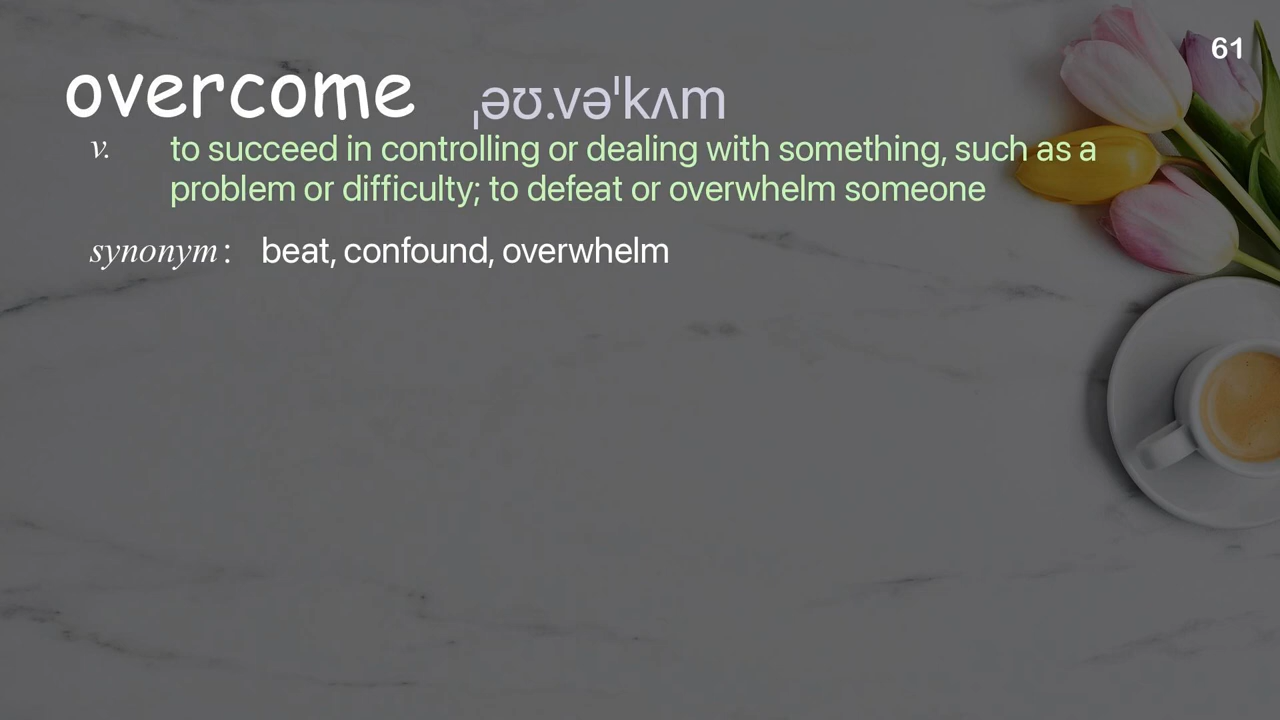 61
overcome ˌəʊ.vəˈkʌm
v. to succeed in controlling or dealing with something, such as a
problem or difficulty; to defeat or overwhelm someone
synonym: beat, confound, overwhelm